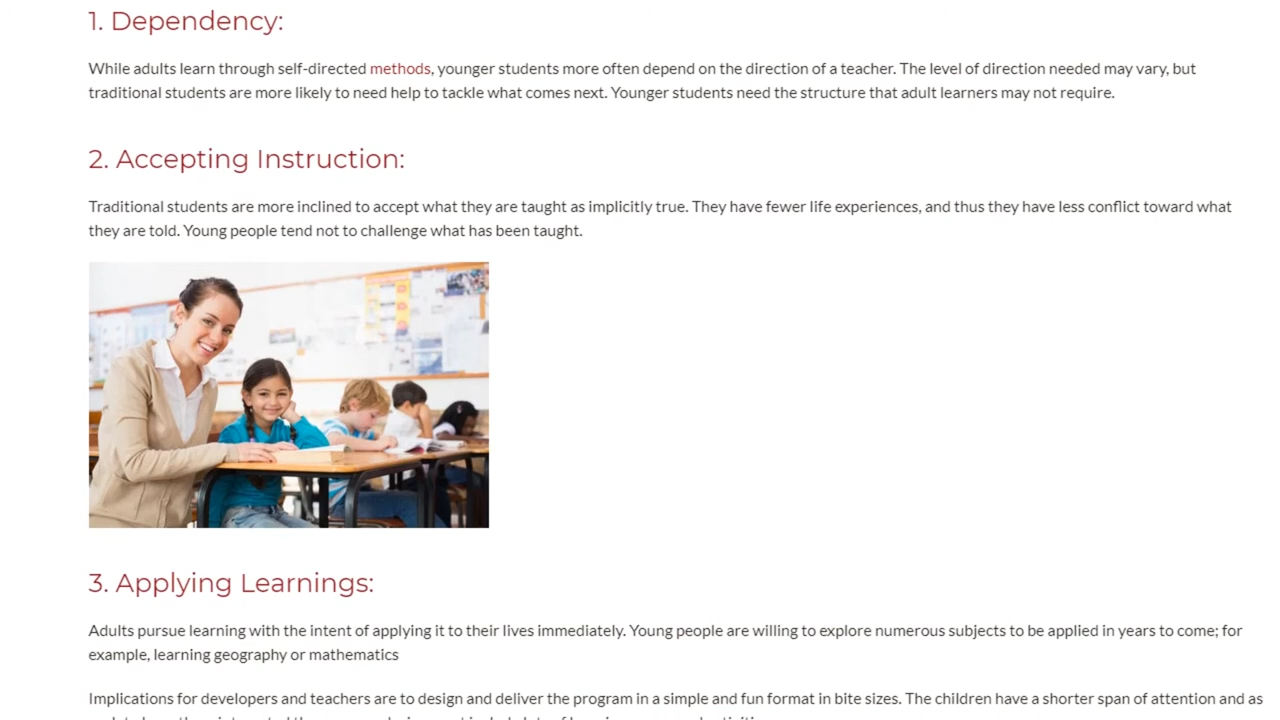 1. Dependency:
While adults learn through self-directed methods, younger students more often depend on the direction of a teacher. The level of direction needed may vary, but
traditional students are more likely to need help to tackle what comes next. Younger students need the structure that adult learners may not require.
2. Accepting Instruction:
Traditional students are more inclined to accept what they are taught as implicitly true. They have fewer life experiences, and thus they have less conflict toward what
they are told. Young people tend not to challenge what has been taught.
3. Applying Learnings:
Adults pursue learning with the intent of applying it to their lives immediately. Young people are willing to explore numerous subjects to be applied in years to come; for
example, learning geography or mathematics
Implications for developers and teachers are to design and deliver the program in a simple and fun format in bite sizes. The children have a shorter span of attention and as